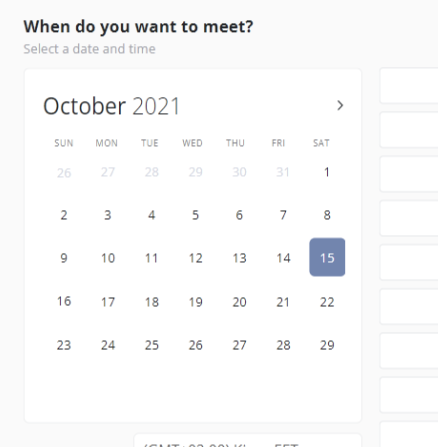 When do you want to meet?
Select a date and time
October 2021
SUN MON TUE WED THU FRI SAT
26 27 28 29 30 31 1
2 3 4 5 6 7 8
9 10 11 12 13 14 15
16 17 18 19 20 21 22
23 24 25 26 27 28 29